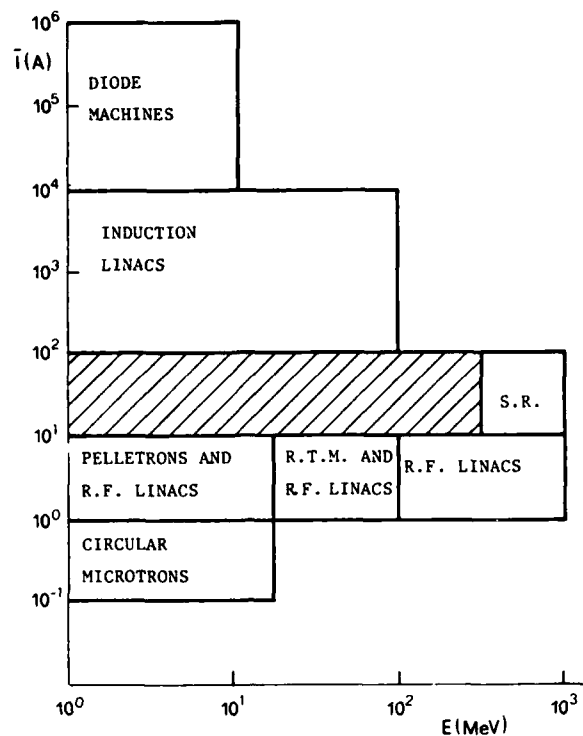 10⁶
Ī(A)
DIODE
MACHINES
10⁵
10⁴
INDUCTION
LINACS
10³
10²
S.R.
10¹
PELLETRONS AND
R.F. LINACS
R.T.M. AND
R.F. LINACS
R.F. LINACS
10⁰
CIRCULAR
MICROTRONS
10⁻¹
10⁰ 10¹ 10² 10³
E(MeV)